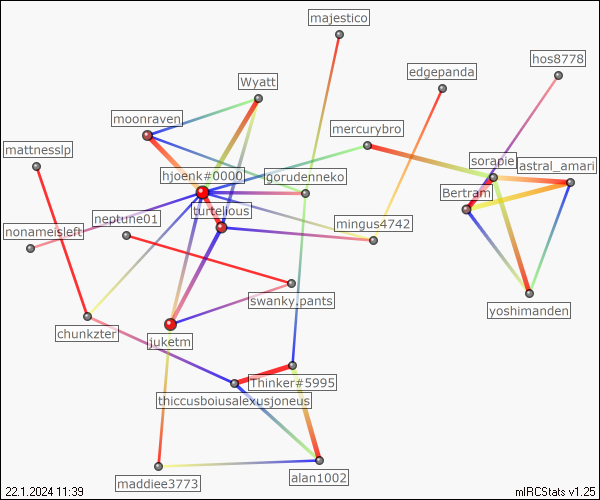 majestico
hos8778
edgepanda
Wyatt
moonraven
mercurybro
mattnesslp
sorapie
astral_amari
hjoenk#0000
gorudenneko
Bertram
turtelious
neptune01
mingus4742
nonameisleft
swanky.pants
yoshimanden
chunkzter
juketm
Thinker#5995
thiccusboiusalexusjoneus
alan1002
maddiee3773
22.1.2024 11:39
mIRCStats v1.25